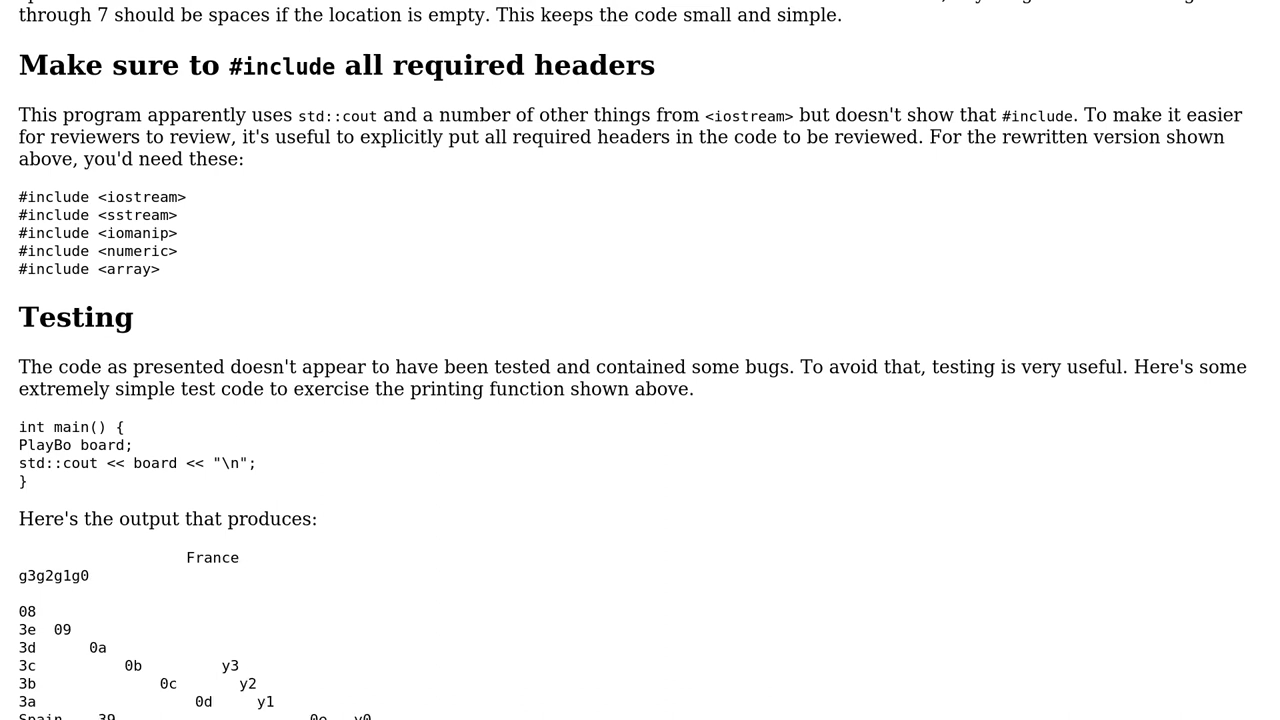 through 7 should be spaces if the location is empty. This keeps the code small and simple.
Make sure to #include all required headers
This program apparently uses std::cout and a number of other things from <iostream> but doesn't show that #include. To make it easier
for reviewers to review, it's useful to explicitly put all required headers in the code to be reviewed. For the rewritten version shown
above, you'd need these:
#include <iostream>
#include <sstream>
#include <iomanip>
#include <numeric>
#include <array>
Testing
The code as presented doesn't appear to have been tested and contained some bugs. To avoid that, testing is very useful. Here's some
extremely simple test code to exercise the printing function shown above.
int main() {
PlayBo board;
std::cout << board << "\n";
}
Here's the output that produces:
                   France
g3g2g1g0
08
3e  09
3d      0a
3c          0b         y3
3b              0c       y2
3a                  0d     y1
Spain    39                      0e   y0